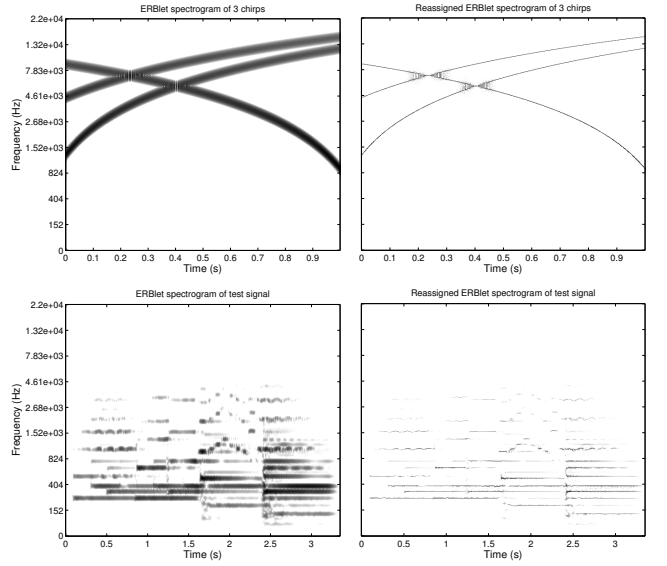 ERBlet spectrogram of 3 chirps
Reassigned ERBlet spectrogram of 3 chirps
2.2e+04
1.32e+04
7.83e+03
4.61e+03
2.68e+03
1.52e+03
824
404
152
0
Frequency (Hz)
0 0.1 0.2 0.3 0.4 0.5 0.6 0.7 0.8 0.9
Time (s)
0 0.1 0.2 0.3 0.4 0.5 0.6 0.7 0.8 0.9
Time (s)
ERBlet spectrogram of test signal
Reassigned ERBlet spectrogram of test signal
2.2e+04
1.32e+04
7.83e+03
4.61e+03
2.68e+03
1.52e+03
824
404
152
0
Frequency (Hz)
0 0.5 1 1.5 2 2.5 3
Time (s)
0 0.5 1 1.5 2 2.5 3
Time (s)